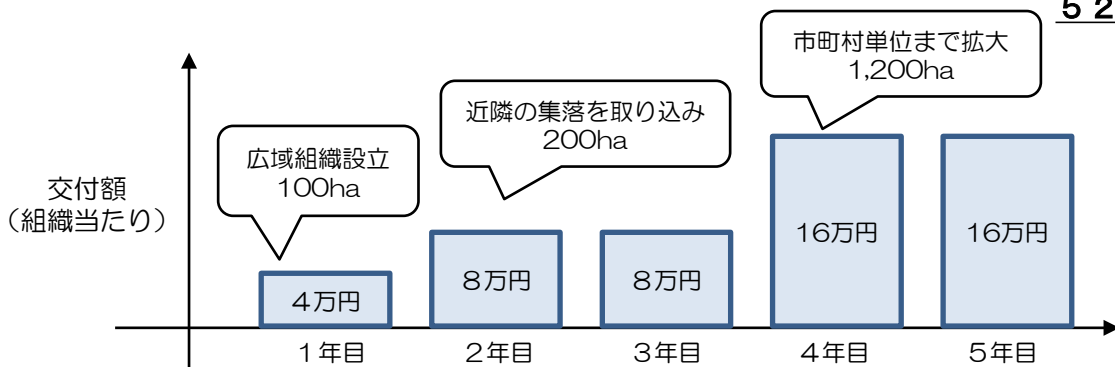 ５２
市町村単位まで拡大
1,200ha
近隣の集落を取り込み
200ha
広域組織設立
100ha
交付額
（組織当たり）
４万円
８万円
８万円
16万円
16万円
１年目
２年目
３年目
４年目
５年目